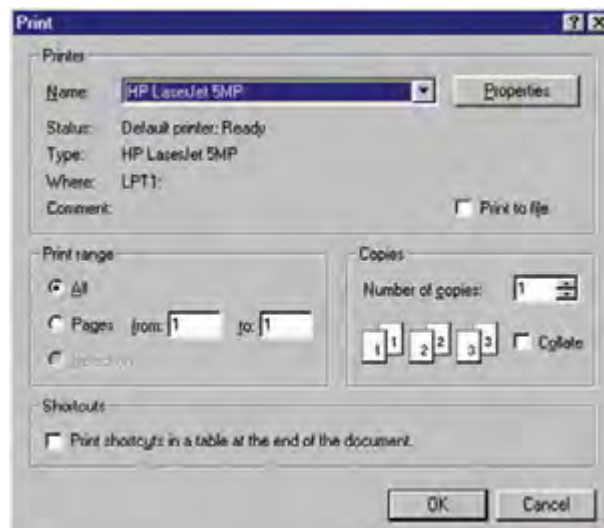 Print
Printer
Name: HP LaserJet 5MP Properties
Status: Default printer: Ready
Type: HP LaserJet 5MP
Where: LPT1:
Comment: Print to file
Print range
All
Pages from: 1 to: 1
Selection
Copies
Number of copies: 1
1 1 2 2 3 3 Collate
Shortcuts
Print shortcuts in a table at the end of the document.
OK Cancel